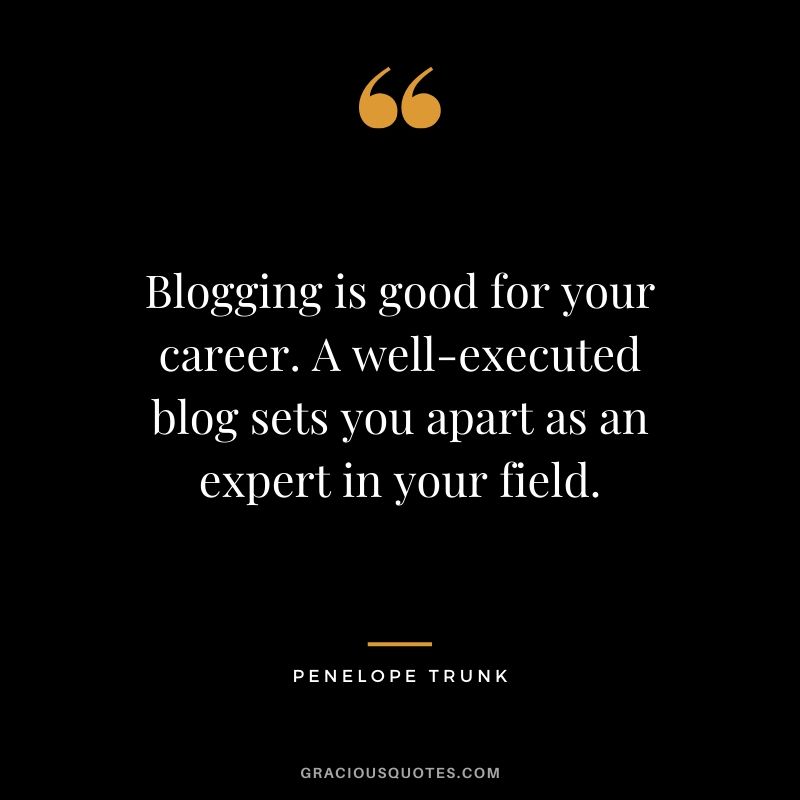 “
Blogging is good for your
career. A well-executed
blog sets you apart as an
expert in your field.
PENELOPE TRUNK
GRACIOUSQUOTES.COM